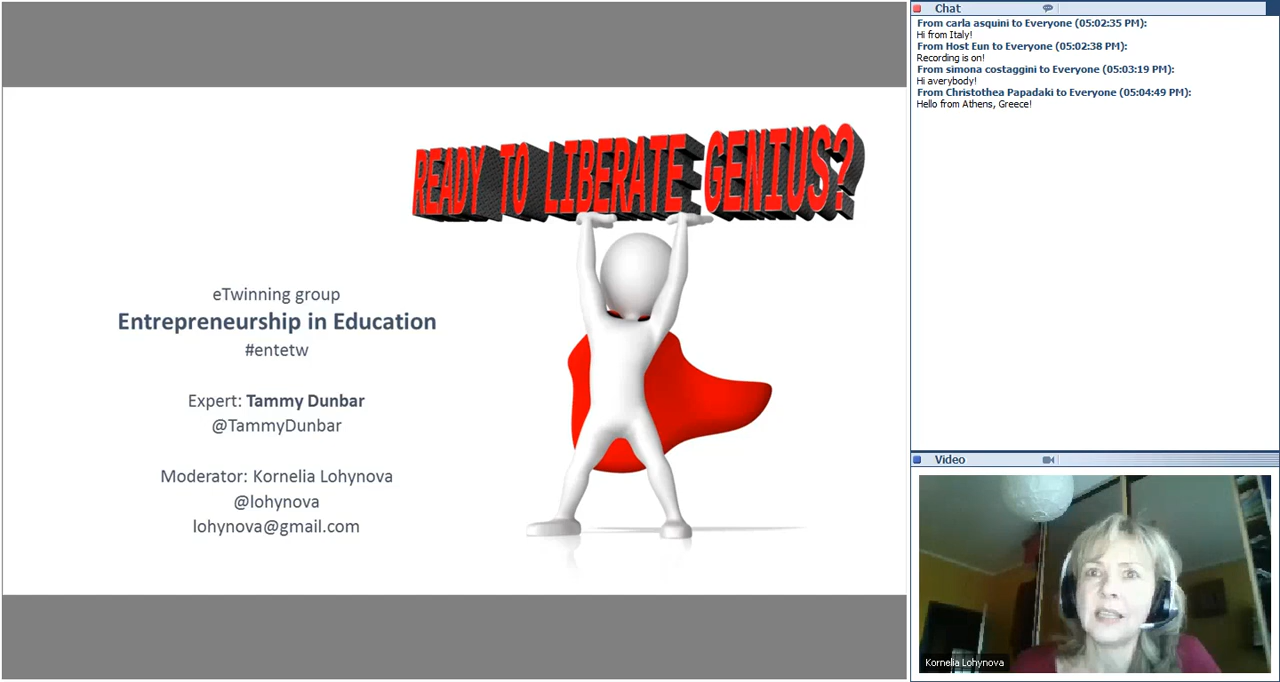 READY TO LIBERATE GENIUS?
eTwinning group
Entrepreneurship in Education
#entetw
Expert: Tammy Dunbar
@TammyDunbar
Moderator: Kornelia Lohynova
@lohynova
lohynova@gmail.com
Chat
From carla asquini to Everyone (05:02:35 PM):
Hi from Italy!
From Host Eun to Everyone (05:02:38 PM):
Recording is on!
From simona costaggini to Everyone (05:03:19 PM):
Hi averybody!
From Christothea Papadaki to Everyone (05:04:49 PM):
Hello from Athens, Greece!
Video
Kornelia Lohynova